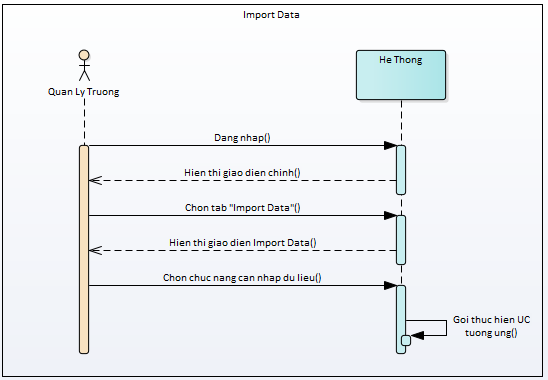 Import Data
He Thong
Quan Ly Truong
Dang nhap()
Hien thi giao dien chinh()
Chon tab "Import Data"()
Hien thi giao dien Import Data()
Chon chuc nang can nhap du lieu()
Goi thuc hien UC
tuong ung()